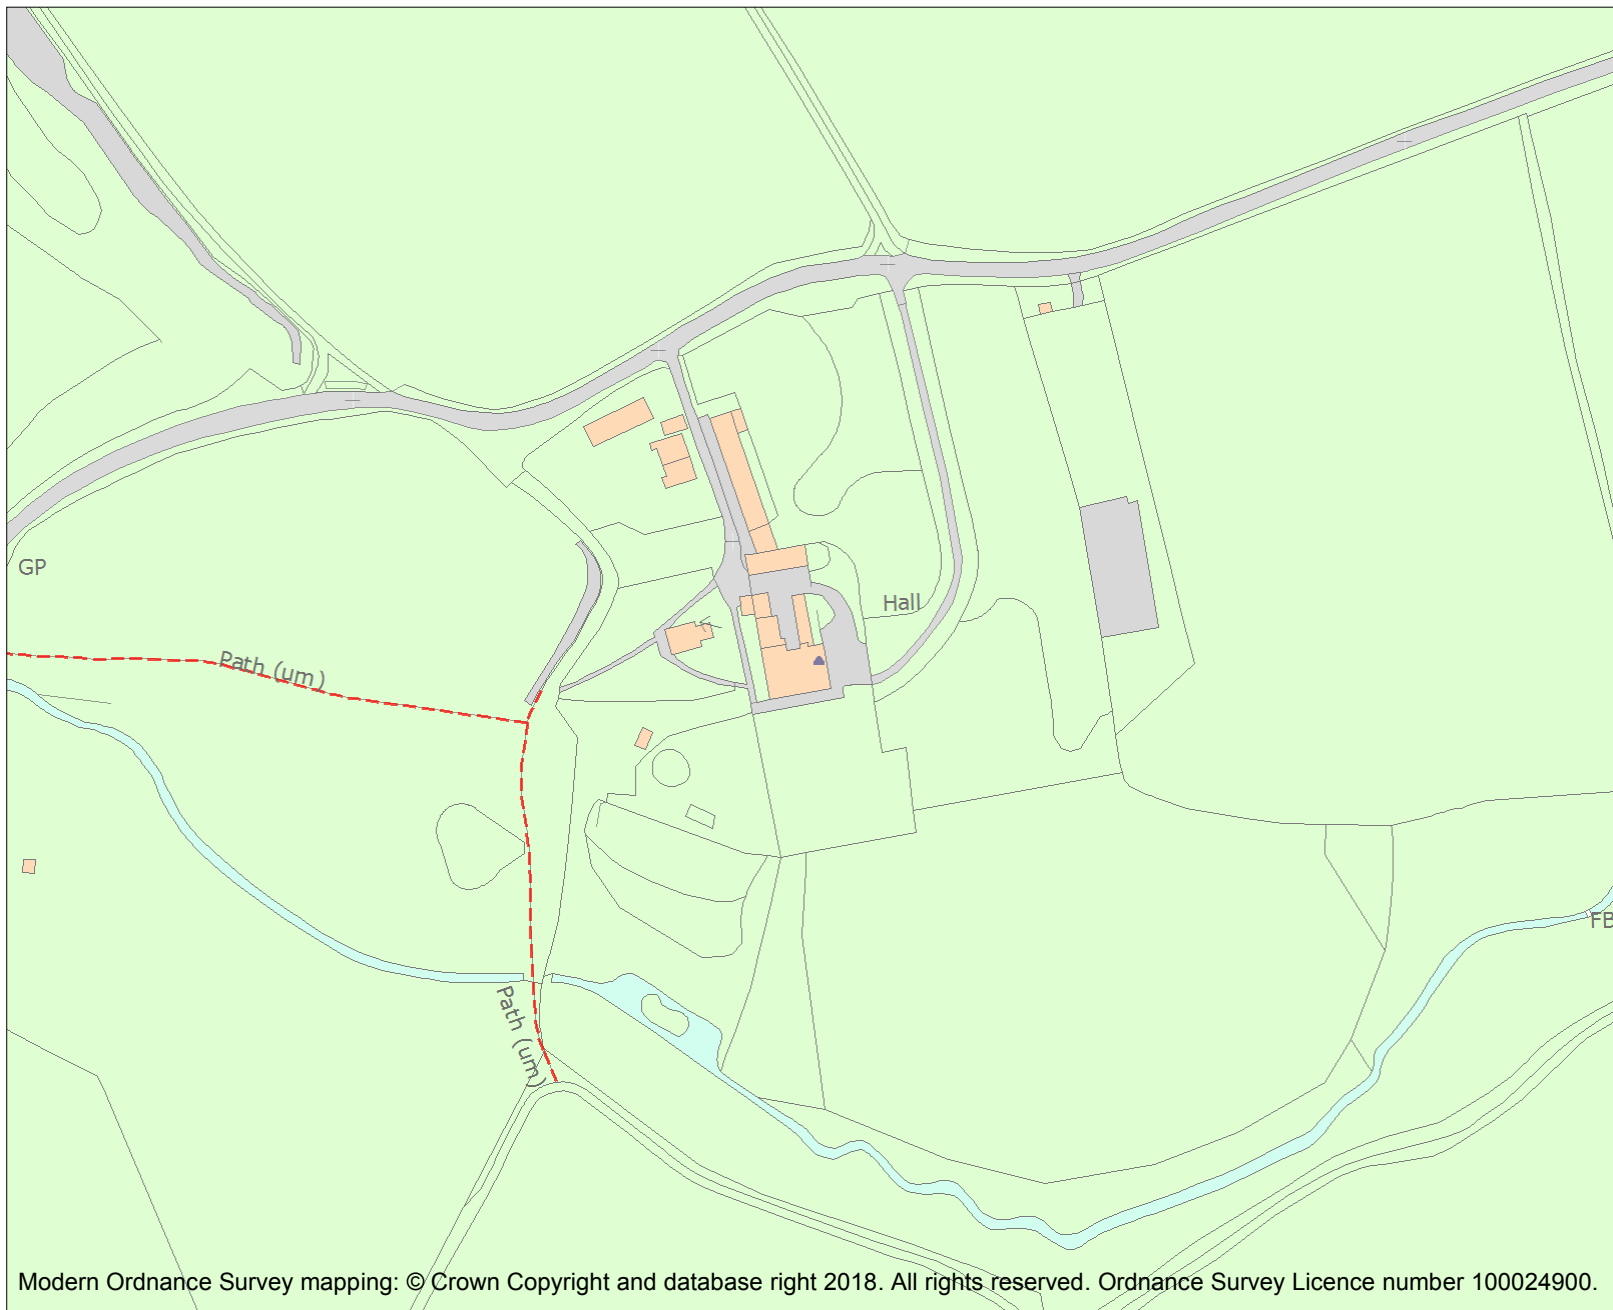 GP
Hall
Path (um)
FB
Path (um)
Modern Ordnance Survey mapping: © Crown Copyright and database right 2018. All rights reserved. Ordnance Survey Licence number 100024900.